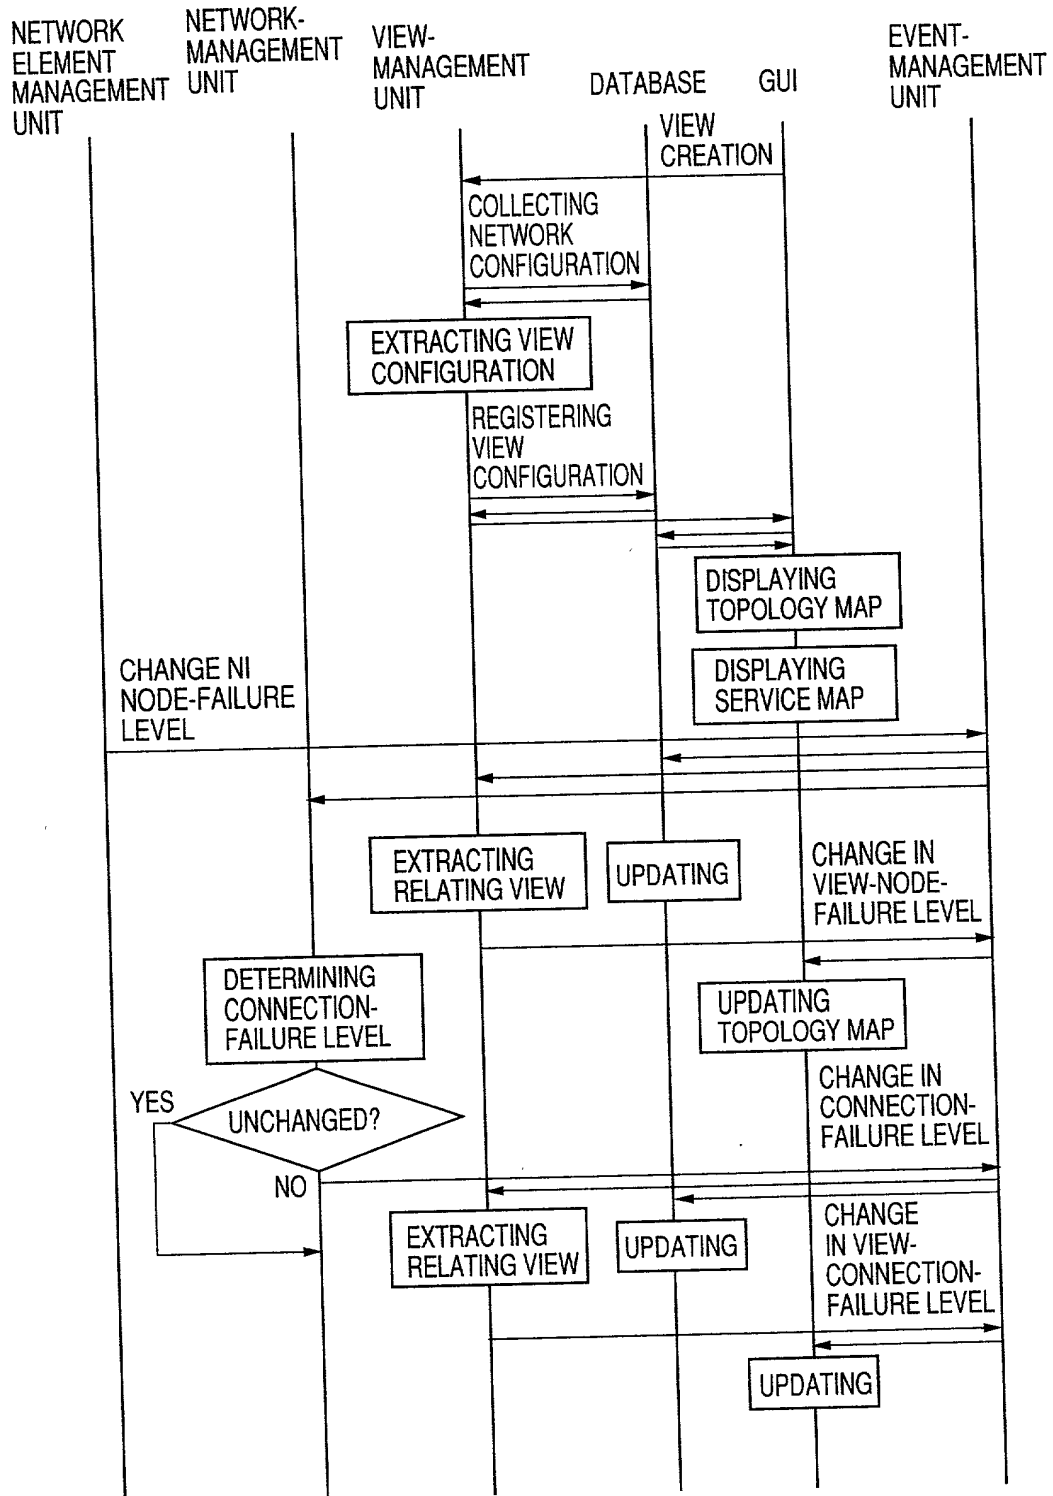 NETWORK
ELEMENT
MANAGEMENT
UNIT
NETWORK-
MANAGEMENT
UNIT
VIEW-
MANAGEMENT
UNIT
DATABASE
GUI
EVENT-
MANAGEMENT
UNIT
VIEW
CREATION
COLLECTING
NETWORK
CONFIGURATION
EXTRACTING VIEW
CONFIGURATION
REGISTERING
VIEW
CONFIGURATION
DISPLAYING
TOPOLOGY MAP
DISPLAYING
SERVICE MAP
CHANGE NI
NODE-FAILURE
LEVEL
EXTRACTING
RELATING VIEW
UPDATING
CHANGE IN
VIEW-NODE-
FAILURE LEVEL
DETERMINING
CONNECTION-
FAILURE LEVEL
UPDATING
TOPOLOGY MAP
YES
UNCHANGED?
NO
CHANGE IN
CONNECTION-
FAILURE LEVEL
EXTRACTING
RELATING VIEW
UPDATING
CHANGE
IN VIEW-
CONNECTION-
FAILURE LEVEL
UPDATING